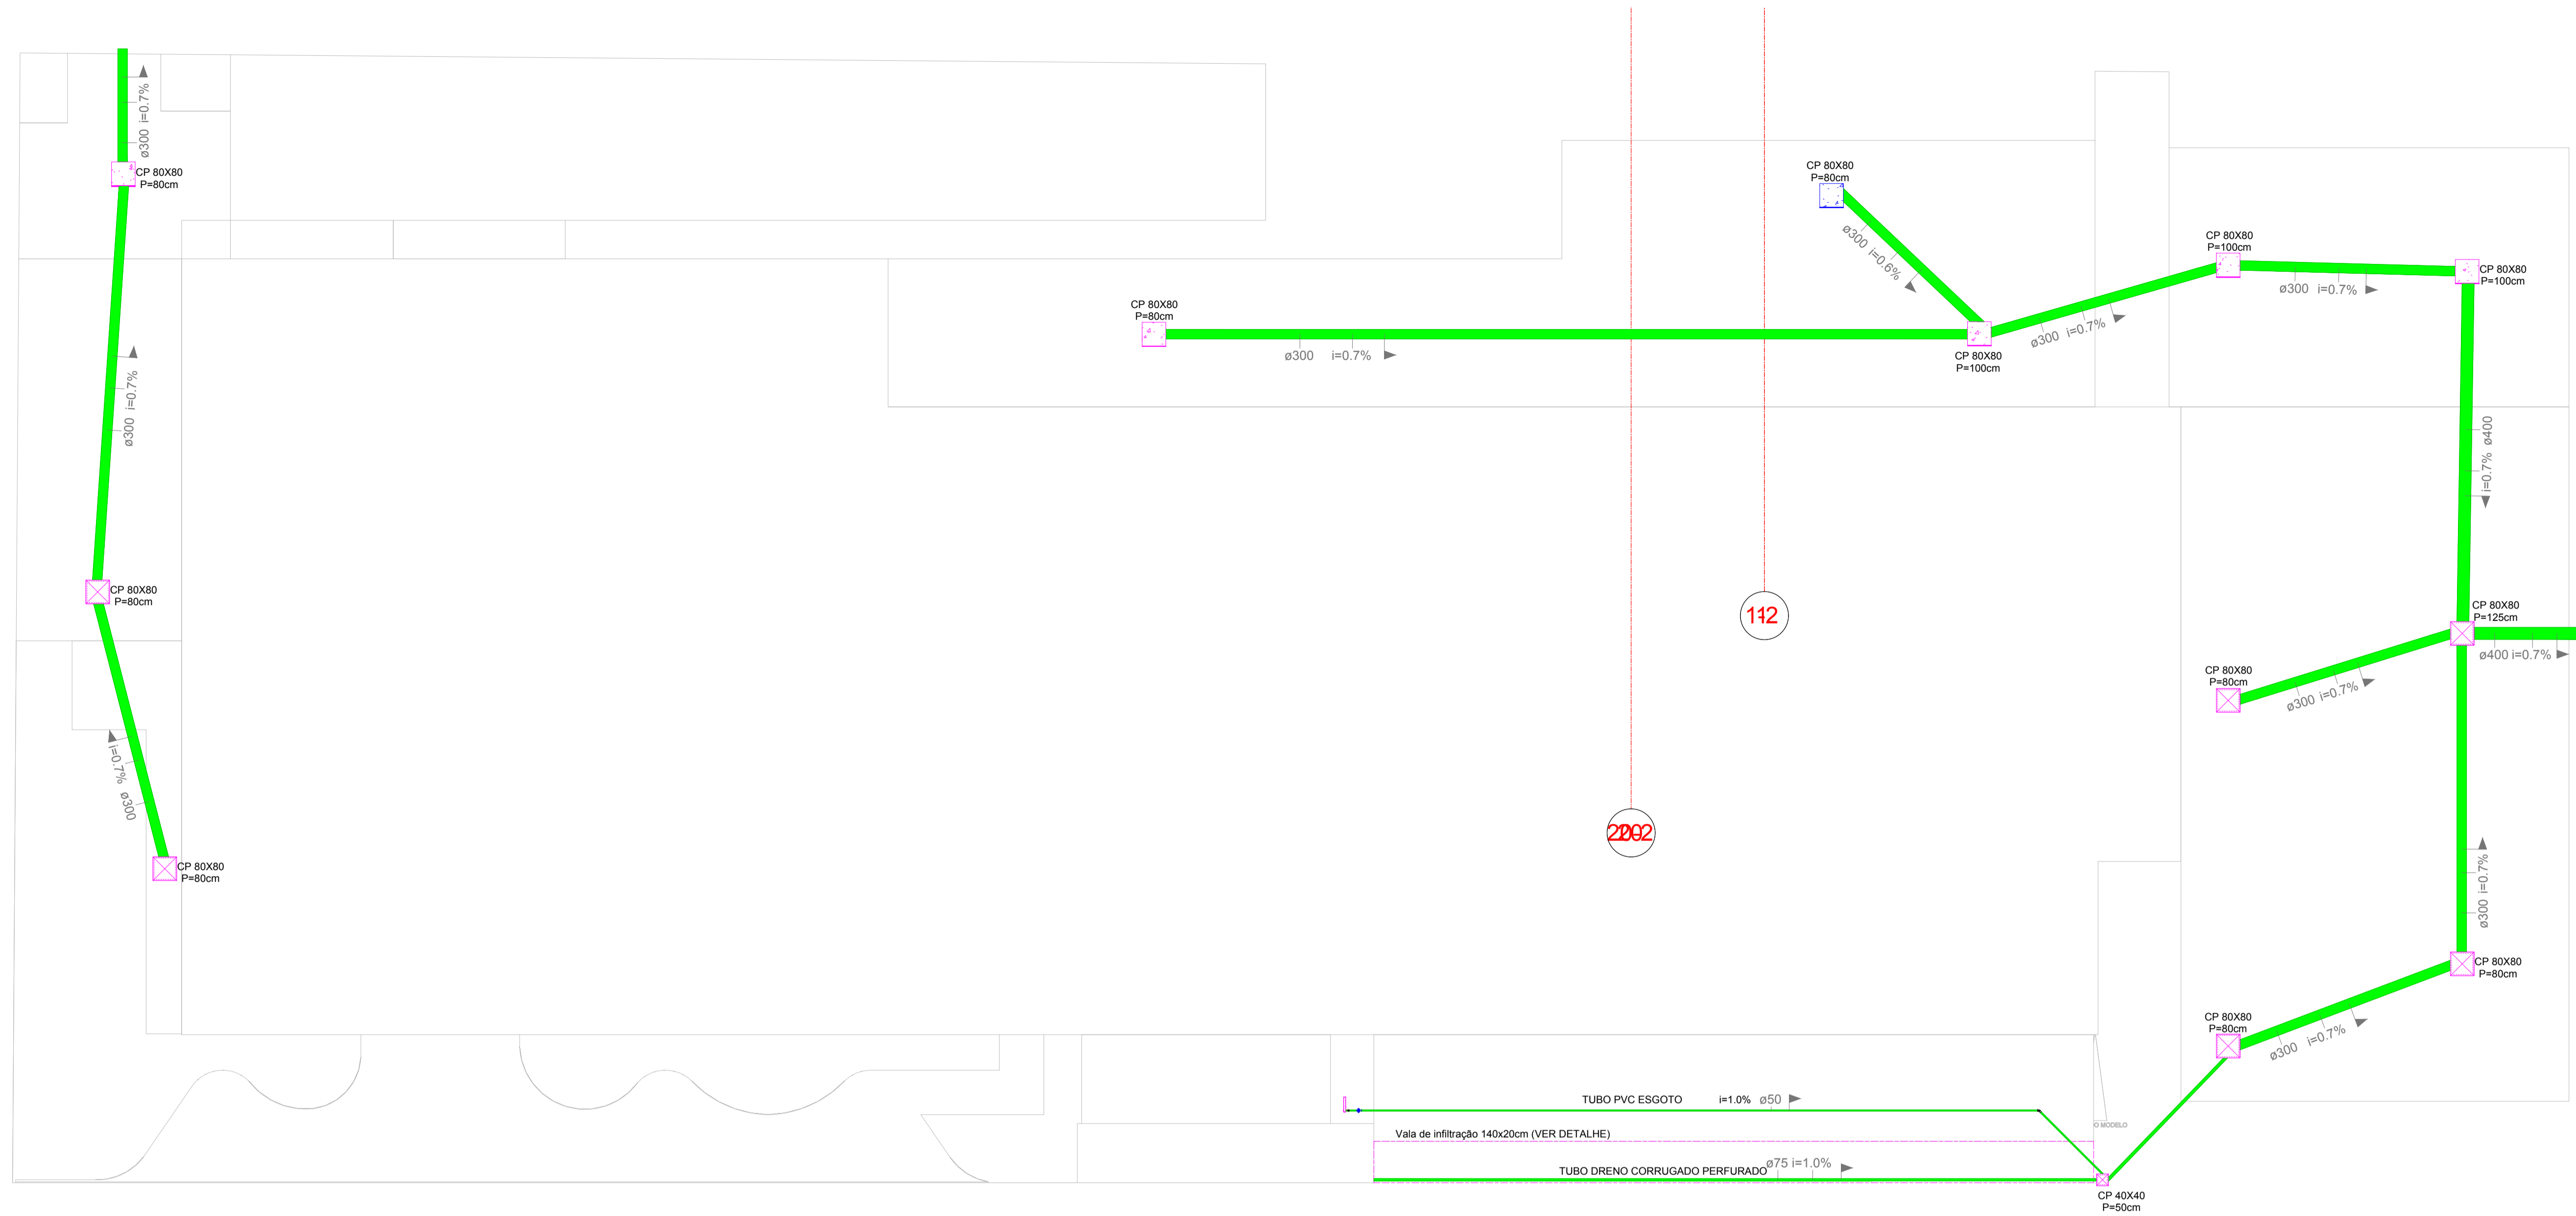 ø300 i=0.7%
CP 80X80
P=80cm
CP 80X80
P=80cm
ø300 i=0.6%
CP 80X80
P=100cm
CP 80X80
P=100cm
ø300 i=0.7%
CP 80X80
P=80cm
ø300 i=0.7%
CP 80X80
P=100cm
ø300 i=0.7%
ø300 i=0.7%
i=0.7% ø400
CP 80X80
P=80cm
1-2
CP 80X80
P=125cm
ø400 i=0.7%
CP 80X80
P=80cm
ø300 i=0.7%
i=0.7% ø300
CP 80X80
P=80cm
ø300 i=0.7%
CP 80X80
P=80cm
CP 80X80
P=80cm
ø300 i=0.7%
TUBO PVC ESGOTO i=1.0% ø50
O MODELO
Vala de infiltração 140x20cm (VER DETALHE)
TUBO DRENO CORRUGADO PERFURADO ø75 i=1.0%
CP 40X40
P=50cm